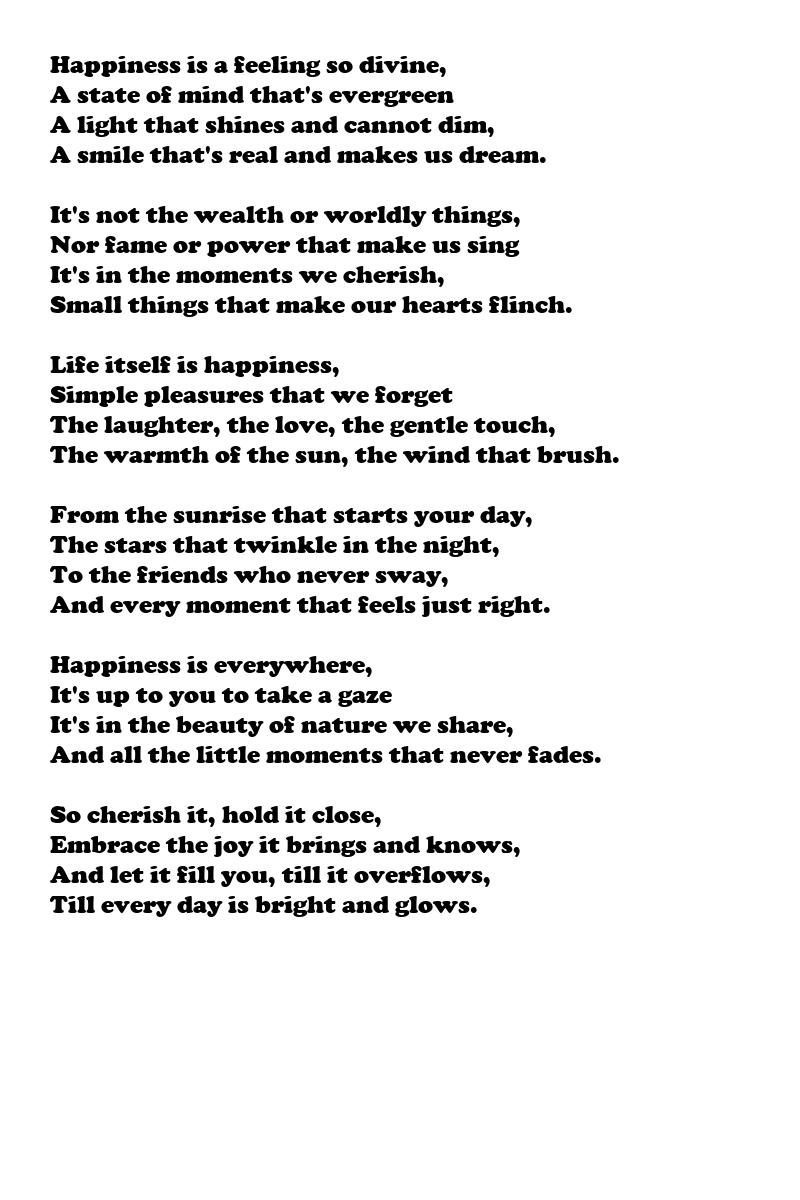 Happiness is a feeling so divine,
A state of mind that's evergreen
A light that shines and cannot dim,
A smile that's real and makes us dream.
It's not the wealth or worldly things,
Nor fame or power that make us sing
It's in the moments we cherish,
Small things that make our hearts flinch.
Life itself is happiness,
Simple pleasures that we forget
The laughter, the love, the gentle touch,
The warmth of the sun, the wind that brush.
From the sunrise that starts your day,
The stars that twinkle in the night,
To the friends who never sway,
And every moment that feels just right.
Happiness is everywhere,
It's up to you to take a gaze
It's in the beauty of nature we share,
And all the little moments that never fades.
So cherish it, hold it close,
Embrace the joy it brings and knows,
And let it fill you, till it overflows,
Till every day is bright and glows.